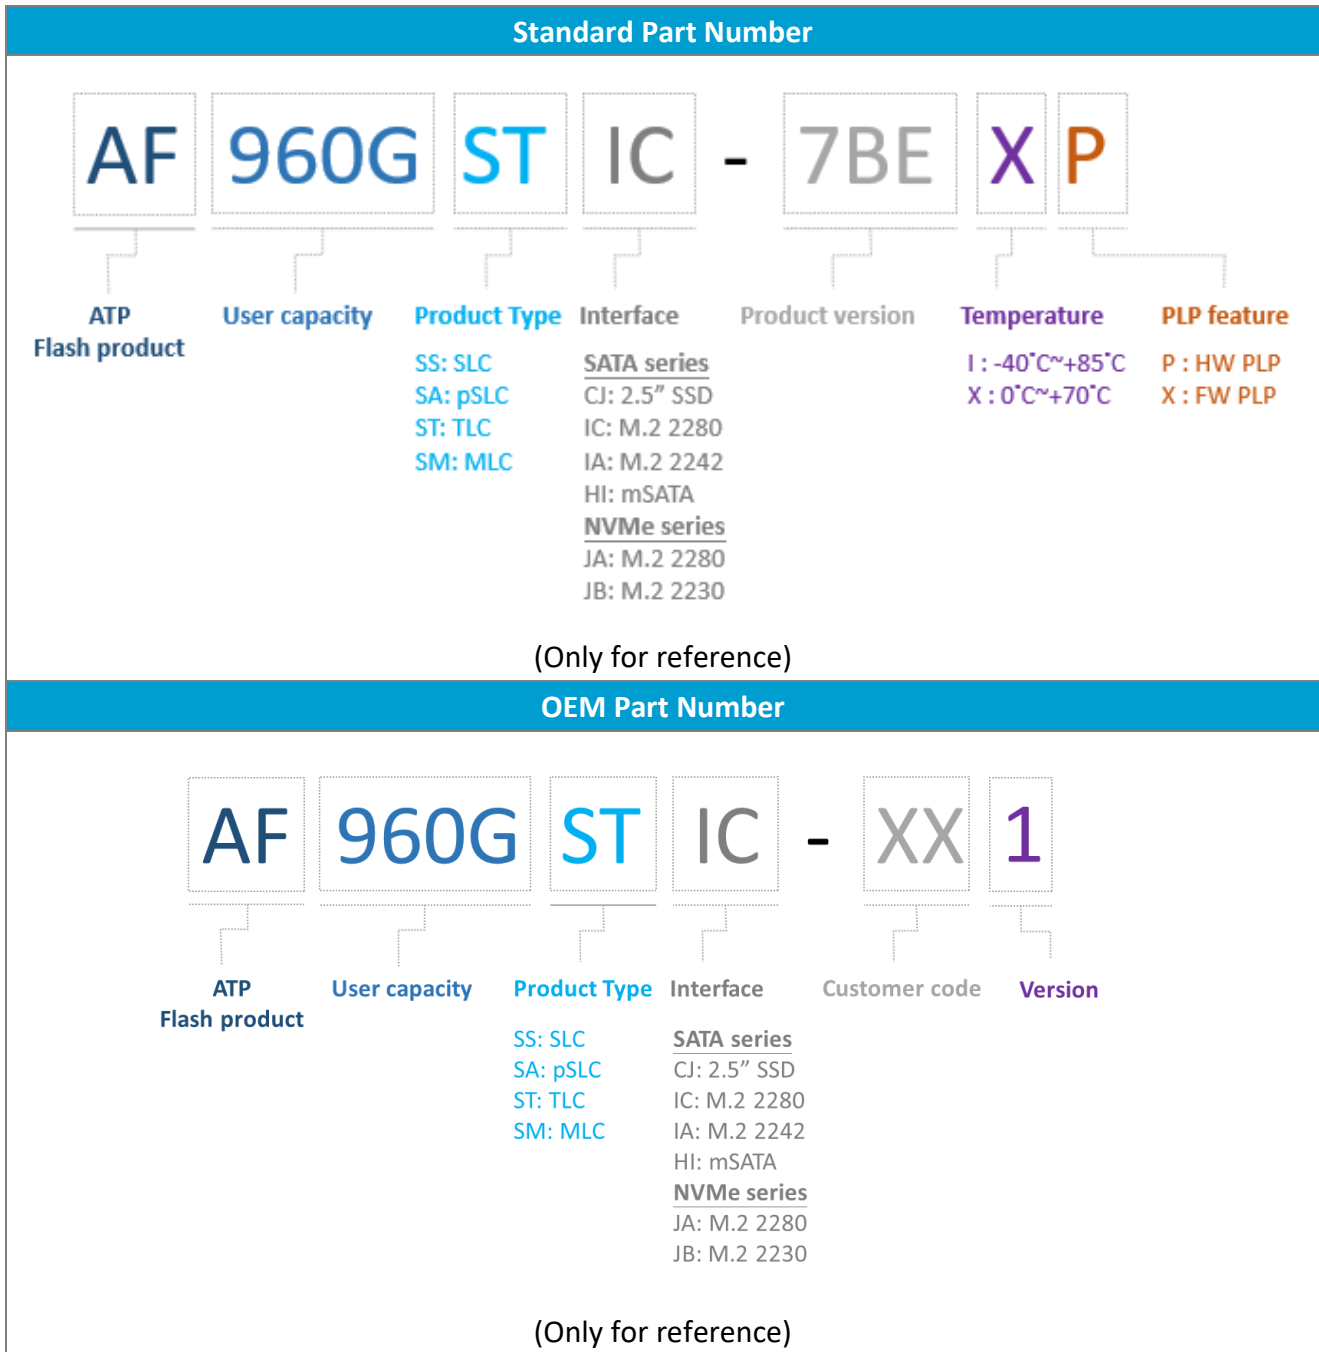 Standard Part Number
AF 960G ST IC - 7BE X P
ATP
Flash product
User capacity
Product Type
SS: SLC
SA: pSLC
ST: TLC
SM: MLC
Interface
SATA series
CJ: 2.5” SSD
IC: M.2 2280
IA: M.2 2242
HI: mSATA
NVMe series
JA: M.2 2280
JB: M.2 2230
Product version
Temperature
I : -40˚C~+85˚C
X : 0˚C~+70˚C
PLP feature
P : HW PLP
X : FW PLP
(Only for reference)
OEM Part Number
AF 960G ST IC - XX 1
ATP
Flash product
User capacity
Product Type
SS: SLC
SA: pSLC
ST: TLC
SM: MLC
Interface
SATA series
CJ: 2.5” SSD
IC: M.2 2280
IA: M.2 2242
HI: mSATA
NVMe series
JA: M.2 2280
JB: M.2 2230
Customer code
Version
(Only for reference)